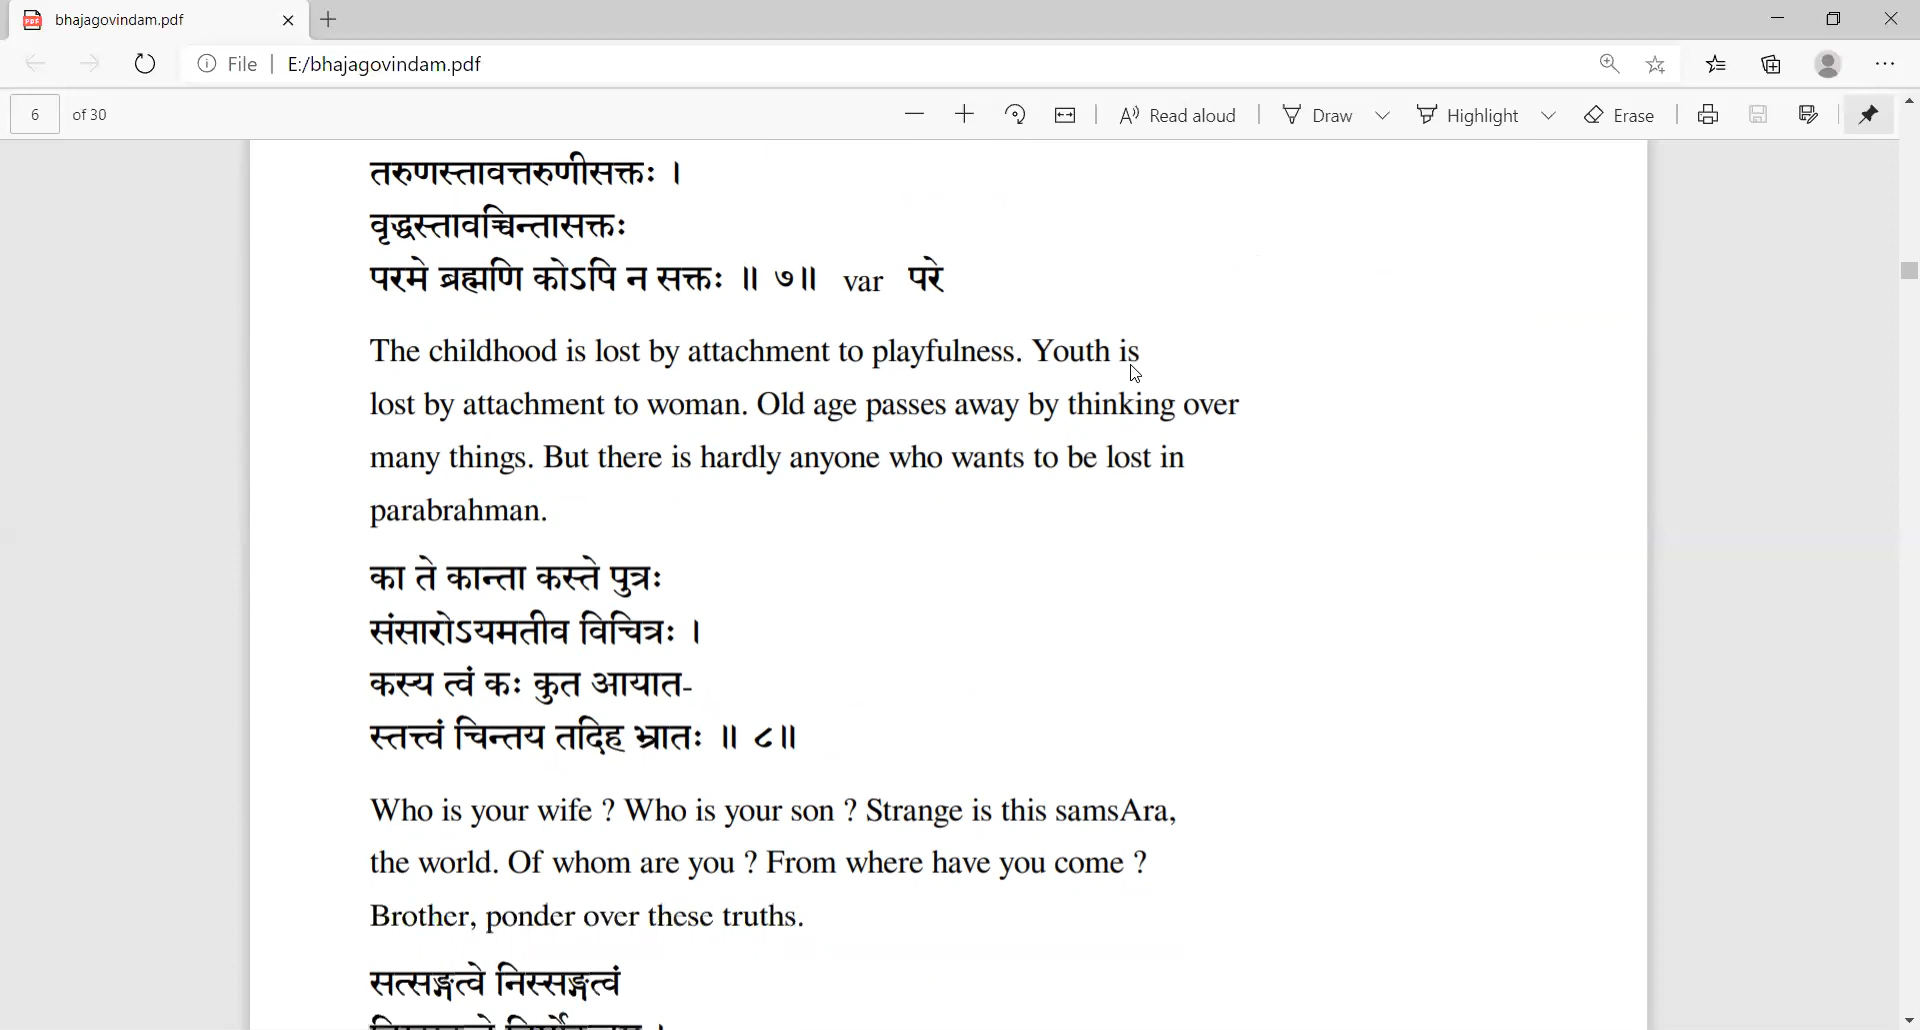 bhajagovindam.pdf
File E:/bhajagovindam.pdf
6 of 30 Read aloud Draw Highlight Erase
तरुणस्तावत्तरुणीसक्तः ।
वृद्धस्तावच्चिन्तासक्तः
परमे ब्रह्मणि कोऽपि न सक्तः ॥ ७॥ var परे
The childhood is lost by attachment to playfulness. Youth is
lost by attachment to woman. Old age passes away by thinking over
many things. But there is hardly anyone who wants to be lost in
parabrahman.
का ते कान्ता कस्ते पुत्रः
संसारोऽयमतीव विचित्रः ।
कस्य त्वं कः कुत आयात-
स्तत्त्वं चिन्तय तदिह भ्रातः ॥ ८॥
Who is your wife ? Who is your son ? Strange is this samsAra,
the world. Of whom are you ? From where have you come ?
Brother, ponder over these truths.
सत्सङ्गत्वे निस्सङ्गत्वं